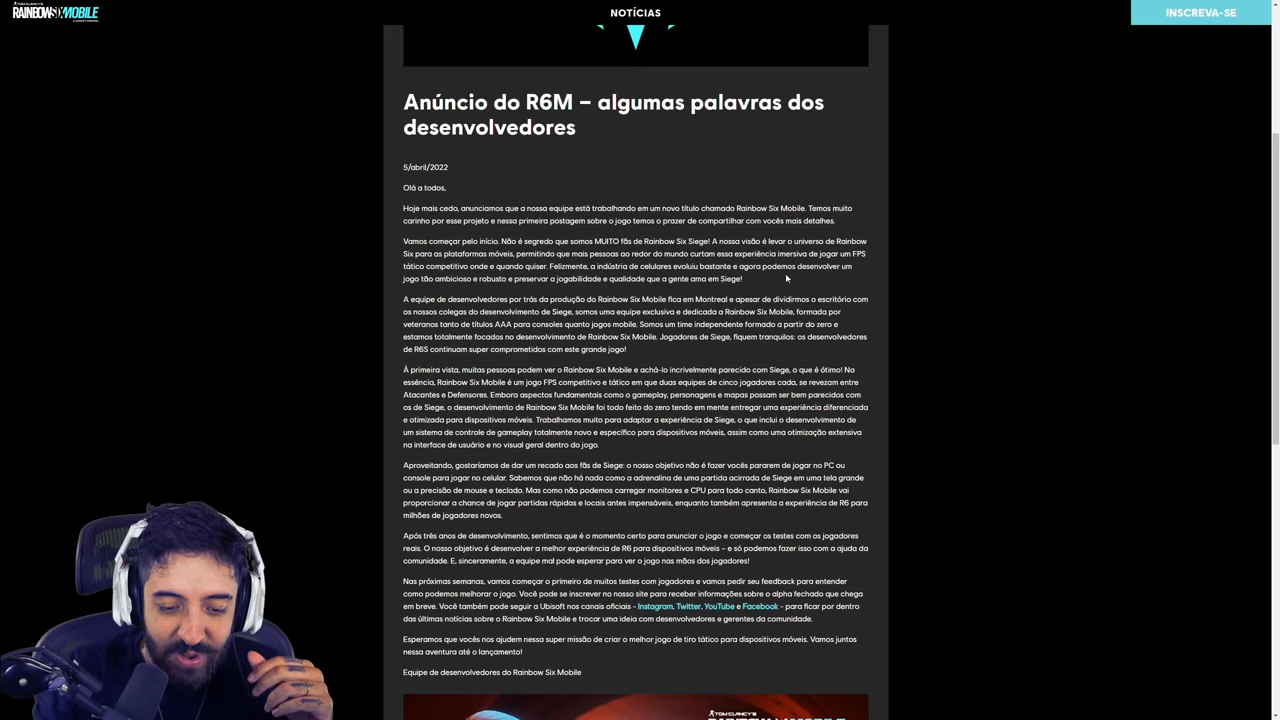 TOM CLANCY'S
RAINBOW SIX MOBILE
NOTÍCIAS
INSCREVA-SE
Anúncio do R6M – algumas palavras dos
desenvolvedores
5/abril/2022
Olá a todos,
Hoje mais cedo, anunciamos que a nossa equipe está trabalhando em um novo título chamado Rainbow Six Mobile. Temos muito
carinho por esse projeto e nessa primeira postagem sobre o jogo temos o prazer de compartilhar com vocês mais detalhes.
Vamos começar pelo início. Não é segredo que somos MUITO fãs de Rainbow Six Siege! A nossa visão é levar o universo de Rainbow
Six para as plataformas móveis, permitindo que mais pessoas ao redor do mundo curtam essa experiência imersiva de jogar um FPS
tático competitivo onde e quando quiser. Felizmente, a indústria de celulares evoluiu bastante e agora podemos desenvolver um
jogo tão ambicioso e robusto e preservar a jogabilidade e qualidade que a gente ama em Siege!
A equipe de desenvolvedores por trás da produção do Rainbow Six Mobile fica em Montreal e apesar de dividirmos o escritório com
os nossos colegas do desenvolvimento de Siege, somos uma equipe exclusiva e dedicada a Rainbow Six Mobile, formada por
veteranos tanto de títulos AAA para consoles quanto jogos mobile. Somos um time independente formado a partir do zero e
estamos totalmente focados no desenvolvimento de Rainbow Six Mobile. Jogadores de Siege, fiquem tranquilos: os desenvolvedores
de R6S continuam super comprometidos com este grande jogo!
À primeira vista, muitas pessoas podem ver o Rainbow Six Mobile e achá-lo incrivelmente parecido com Siege, o que é ótimo! Na
essência, Rainbow Six Mobile é um jogo FPS competitivo e tático em que duas equipes de cinco jogadores cada, se revezam entre
Atacantes e Defensores. Embora aspectos fundamentais como o gameplay, personagens e mapas possam ser bem parecidos com
os de Siege, o desenvolvimento de Rainbow Six Mobile foi todo feito do zero tendo em mente entregar uma experiência diferenciada
e otimizada para dispositivos móveis. Trabalhamos muito para adaptar a experiência de Siege, o que inclui o desenvolvimento de
um sistema de controle de gameplay totalmente novo e específico para dispositivos móveis, assim como uma otimização extensiva
na interface de usuário e no visual geral dentro do jogo.
Aproveitando, gostaríamos de dar um recado aos fãs de Siege: o nosso objetivo não é fazer vocês pararem de jogar no PC ou
console para jogar no celular. Sabemos que não há nada como a adrenalina de uma partida acirrada de Siege em uma tela grande
ou a precisão de mouse e teclado. Mas como não podemos carregar monitores e CPU para todo canto, Rainbow Six Mobile vai
proporcionar a chance de jogar partidas rápidas e locais antes impensáveis, enquanto também apresenta a experiência de R6 para
milhões de jogadores novos.
Após três anos de desenvolvimento, sentimos que é o momento certo para anunciar o jogo e começar os testes com os jogadores
reais. O nosso objetivo é desenvolver a melhor experiência de R6 para dispositivos móveis – e só podemos fazer isso com a ajuda da
comunidade. E, sinceramente, a equipe mal pode esperar para ver o jogo nas mãos dos jogadores!
Nas próximas semanas, vamos começar o primeiro de muitos testes com jogadores e vamos pedir seu feedback para entender
como podemos melhorar o jogo. Você pode se inscrever no nosso site para receber informações sobre o alpha fechado que chega
em breve. Você também pode seguir a Ubisoft nos canais oficiais - Instagram, Twitter, YouTube e Facebook - para ficar por dentro
das últimas notícias sobre o Rainbow Six Mobile e trocar uma ideia com desenvolvedores e gerentes da comunidade.
Esperamos que vocês nos ajudem nessa super missão de criar o melhor jogo de tiro tático para dispositivos móveis. Vamos juntos
nessa aventura até o lançamento!
Equipe de desenvolvedores do Rainbow Six Mobile
TOM CLANCY'S